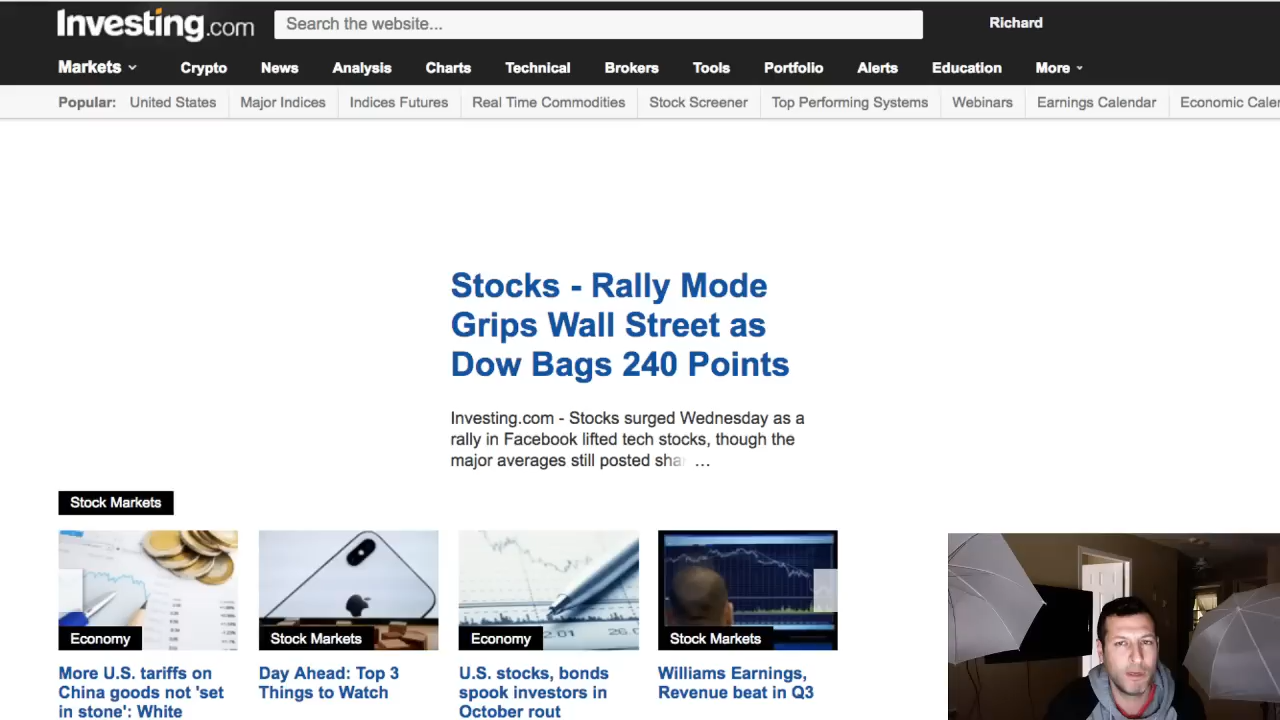 Investing.com
Search the website...
Richard
Markets
Crypto
News
Analysis
Charts
Technical
Brokers
Tools
Portfolio
Alerts
Education
More
Popular:
United States
Major Indices
Indices Futures
Real Time Commodities
Stock Screener
Top Performing Systems
Webinars
Earnings Calendar
Economic Caler
Stocks - Rally Mode
Grips Wall Street as
Dow Bags 240 Points
Investing.com - Stocks surged Wednesday as a
rally in Facebook lifted tech stocks, though the
major averages still posted shar ...
Stock Markets
Economy
Stock Markets
Economy
Stock Markets
More U.S. tariffs on
China goods not 'set
in stone': White
Day Ahead: Top 3
Things to Watch
U.S. stocks, bonds
spook investors in
October rout
Williams Earnings,
Revenue beat in Q3